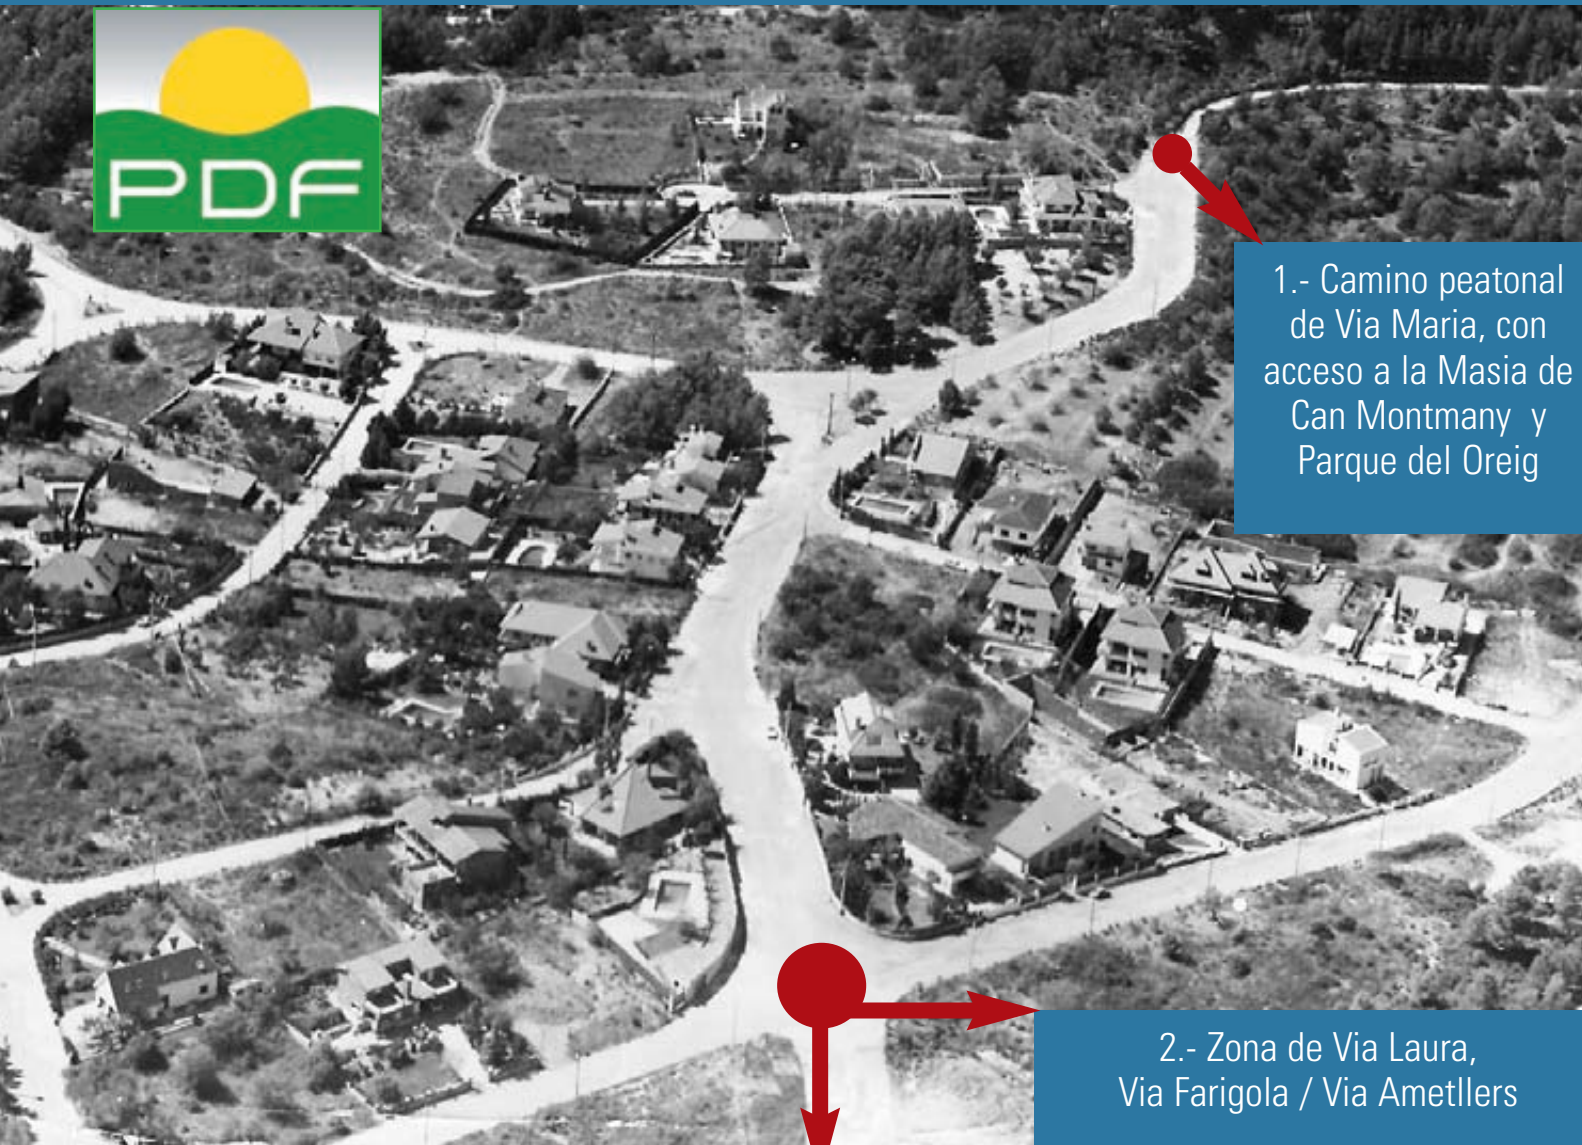 PDF
1.- Camino peatonal
de Via Maria, con
acceso a la Masia de
Can Montmany y
Parque del Oreig
2.- Zona de Via Laura,
Via Farigola / Via Ametllers